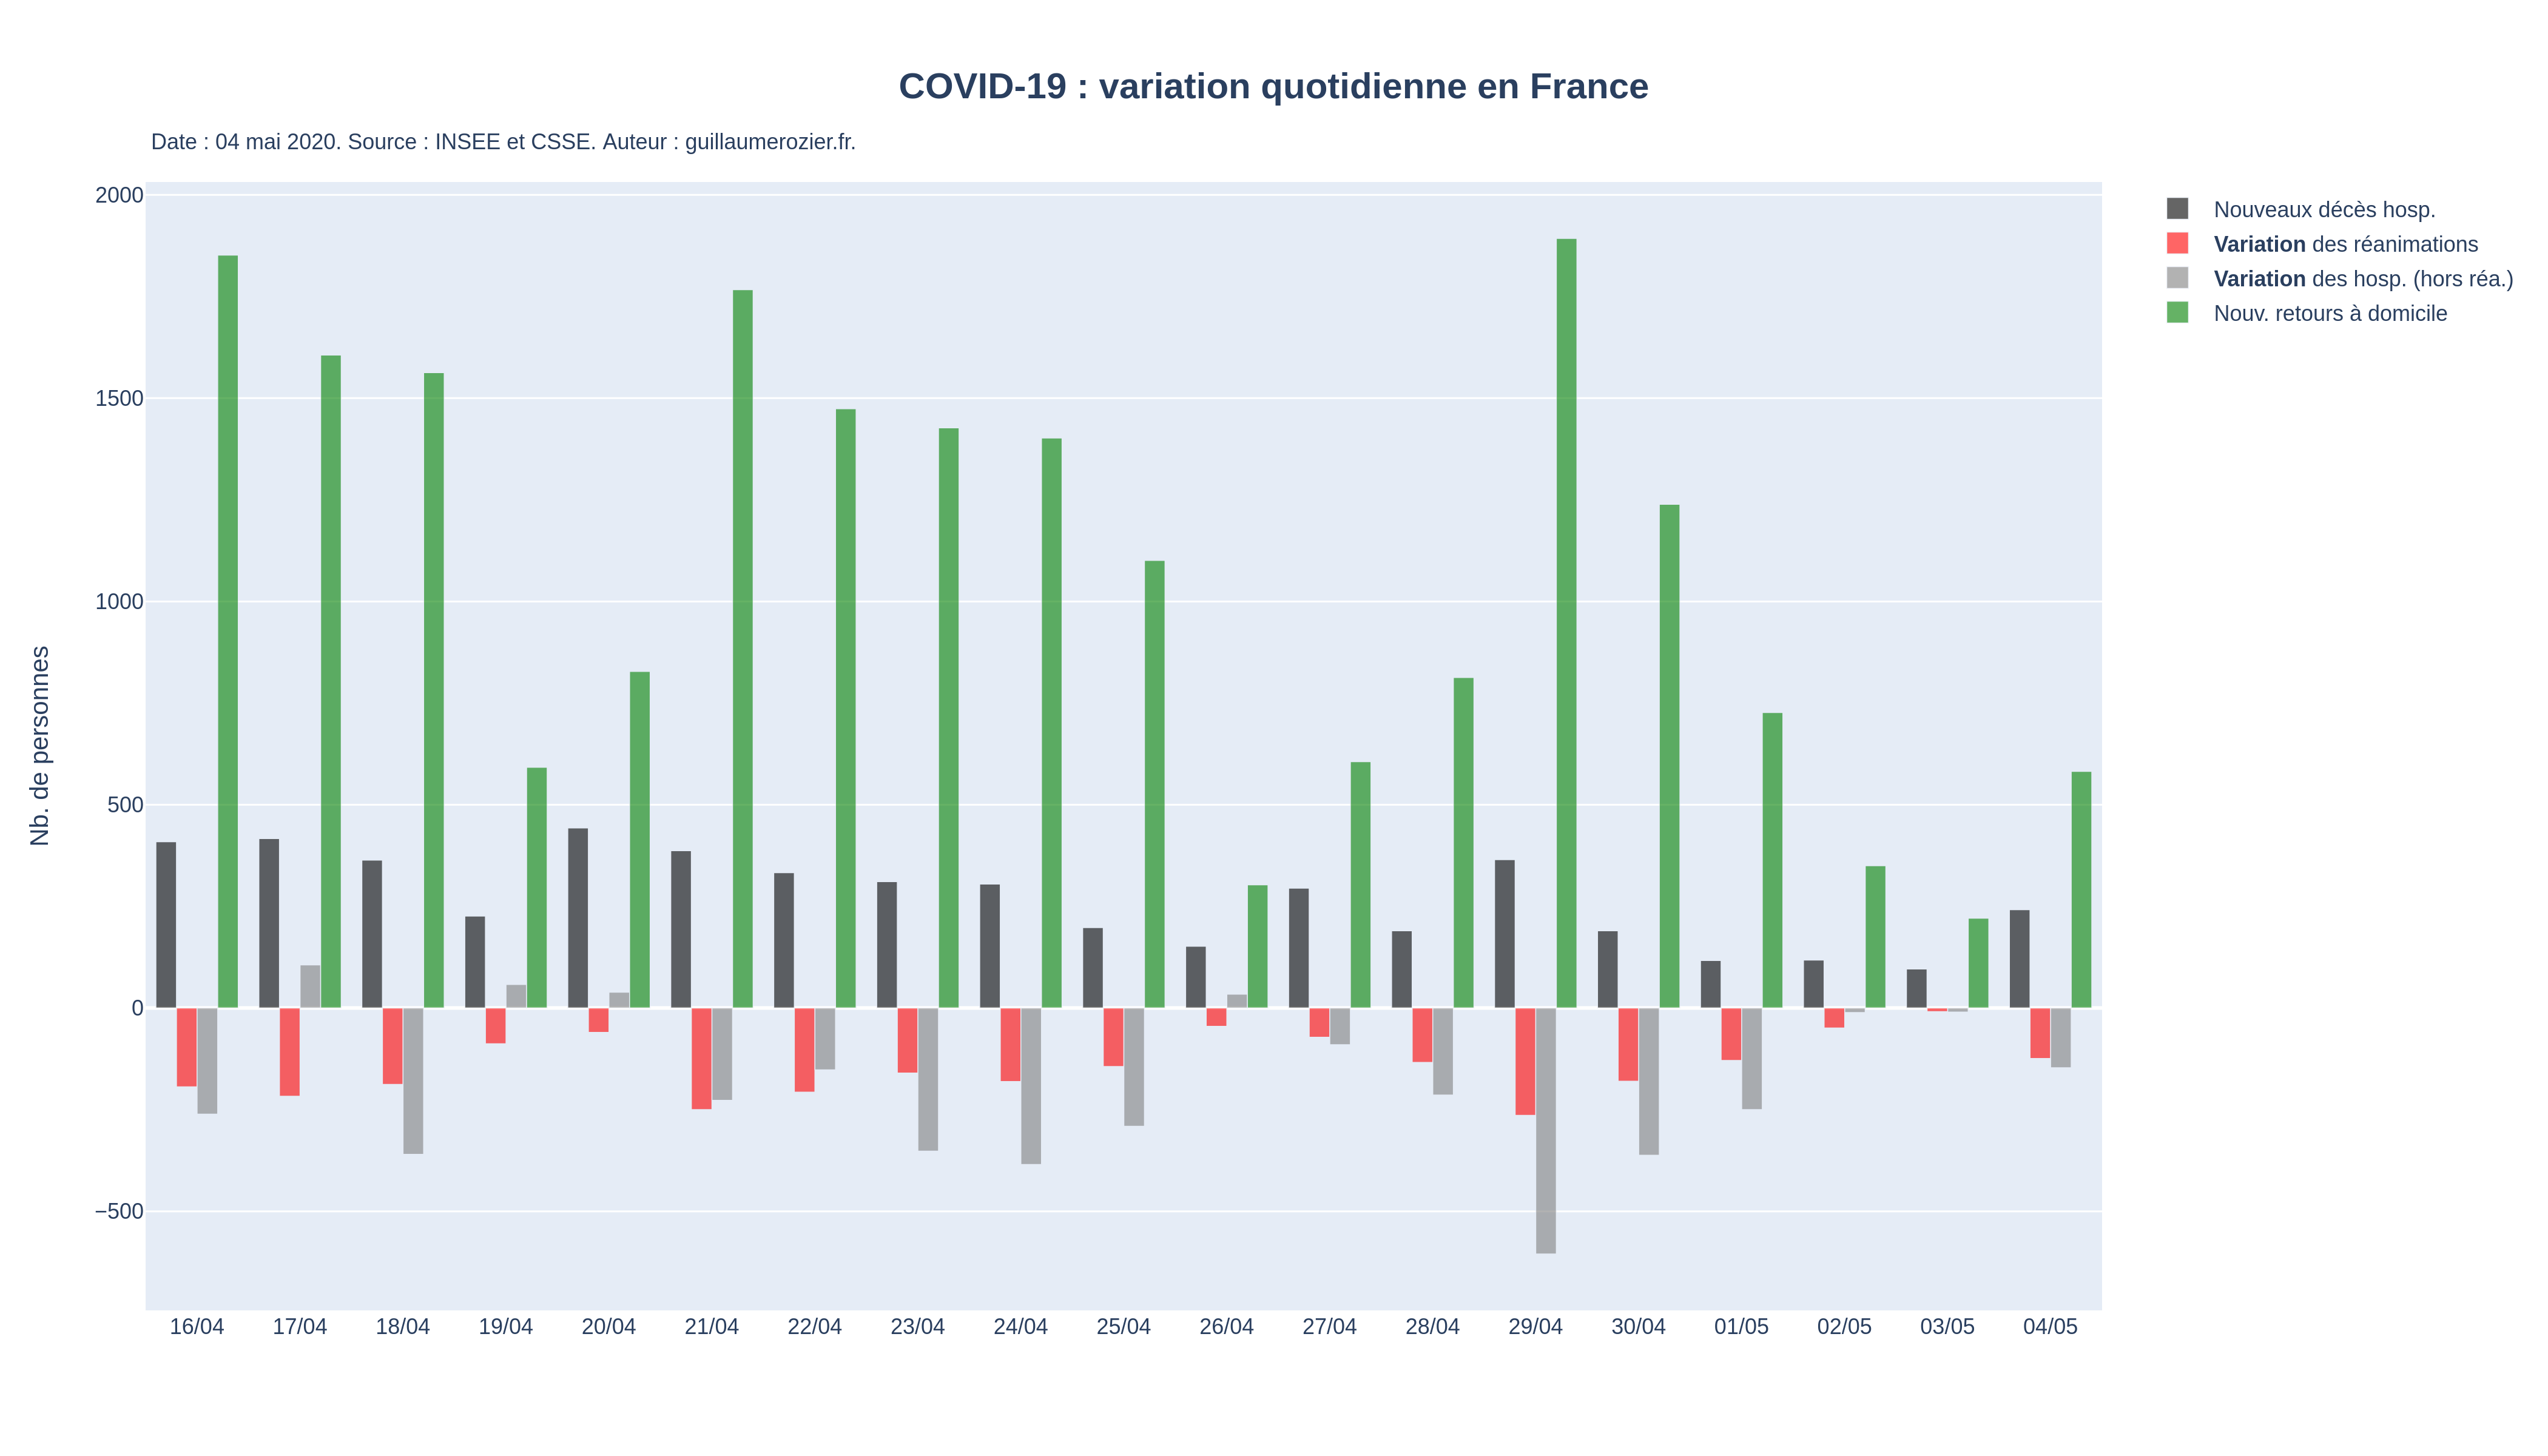 COVID-19 : variation quotidienne en France
Date : 04 mai 2020. Source : INSEE et CSSE. Auteur : guillaumerozier.fr.
Nb. de personnes
2000
1500
1000
500
0
−500
16/04 17/04 18/04 19/04 20/04 21/04 22/04 23/04 24/04 25/04 26/04 27/04 28/04 29/04 30/04 01/05 02/05 03/05 04/05
Nouveaux décès hosp.
Variation des réanimations
Variation des hosp. (hors réa.)
Nouv. retours à domicile